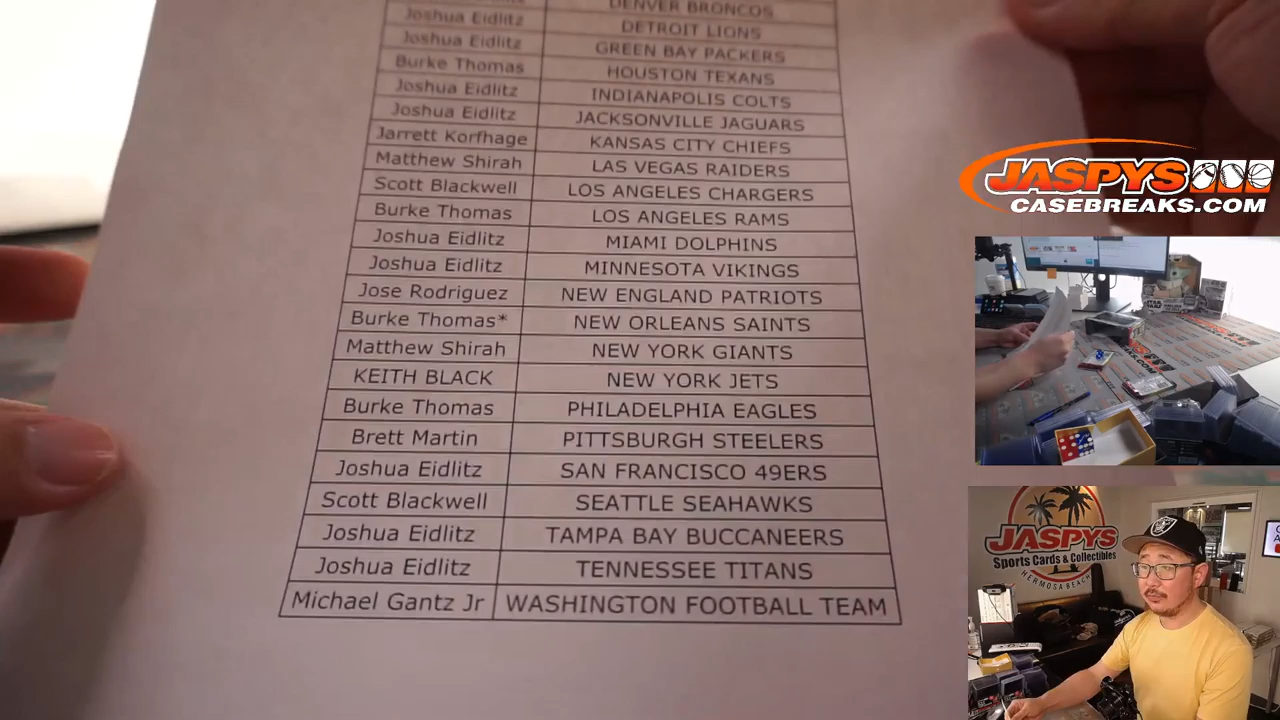 DENVER BRONCOS
Joshua Eidlitz DETROIT LIONS
Joshua Eidlitz GREEN BAY PACKERS
Burke Thomas HOUSTON TEXANS
Joshua Eidlitz INDIANAPOLIS COLTS
Joshua Eidlitz JACKSONVILLE JAGUARS
Jarrett Korfhage KANSAS CITY CHIEFS
Matthew Shirah LAS VEGAS RAIDERS
Scott Blackwell LOS ANGELES CHARGERS
Burke Thomas LOS ANGELES RAMS
Joshua Eidlitz MIAMI DOLPHINS
Joshua Eidlitz MINNESOTA VIKINGS
Jose Rodriguez NEW ENGLAND PATRIOTS
Burke Thomas* NEW ORLEANS SAINTS
Matthew Shirah NEW YORK GIANTS
KEITH BLACK NEW YORK JETS
Burke Thomas PHILADELPHIA EAGLES
Brett Martin PITTSBURGH STEELERS
Joshua Eidlitz SAN FRANCISCO 49ERS
Scott Blackwell SEATTLE SEAHAWKS
Joshua Eidlitz TAMPA BAY BUCCANEERS
Joshua Eidlitz TENNESSEE TITANS
Michael Gantz Jr WASHINGTON FOOTBALL TEAM
JASPYS
CASEBREAKS.COM
JASPYS
Sports Cards & Collectibles
HERMOSA BEACH